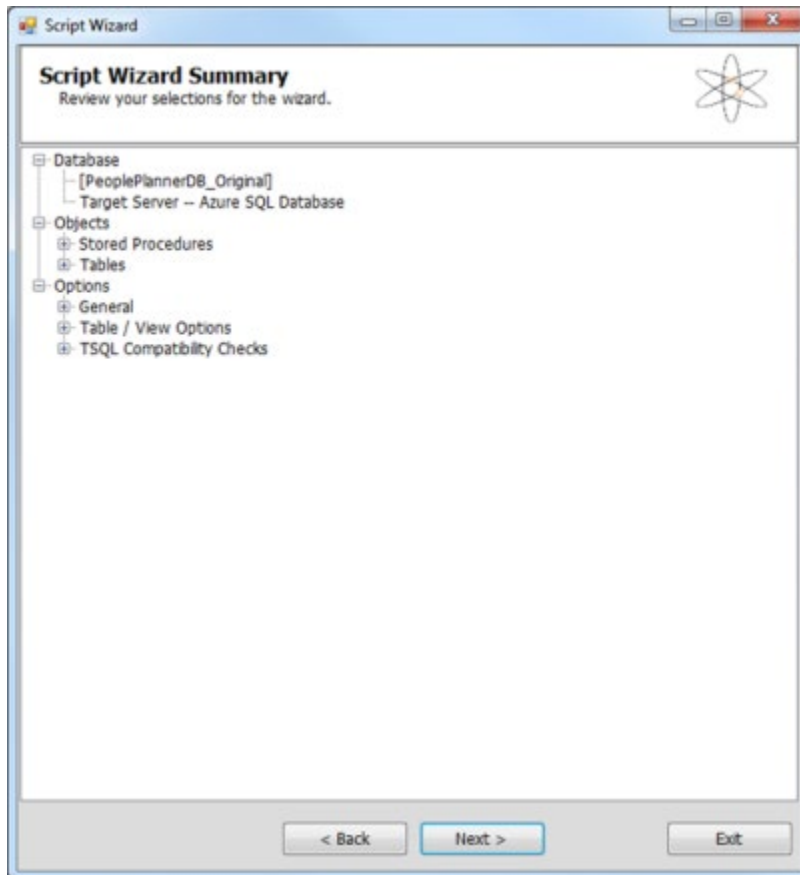 Script Wizard
Script Wizard Summary
Review your selections for the wizard.
Database
[PeoplePlannerDB_Original]
Target Server -- Azure SQL Database
Objects
Stored Procedures
Tables
Options
General
Table / View Options
TSQL Compatibility Checks
< Back Next > Exit